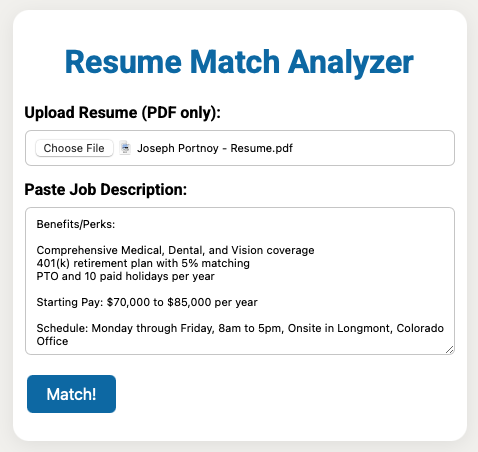 Resume Match Analyzer
Upload Resume (PDF only):
Choose File Joseph Portnoy - Resume.pdf
Paste Job Description:
Benefits/Perks:
Comprehensive Medical, Dental, and Vision coverage
401(k) retirement plan with 5% matching
PTO and 10 paid holidays per year
Starting Pay: $70,000 to $85,000 per year
Schedule: Monday through Friday, 8am to 5pm, Onsite in Longmont, Colorado
Office
Match!